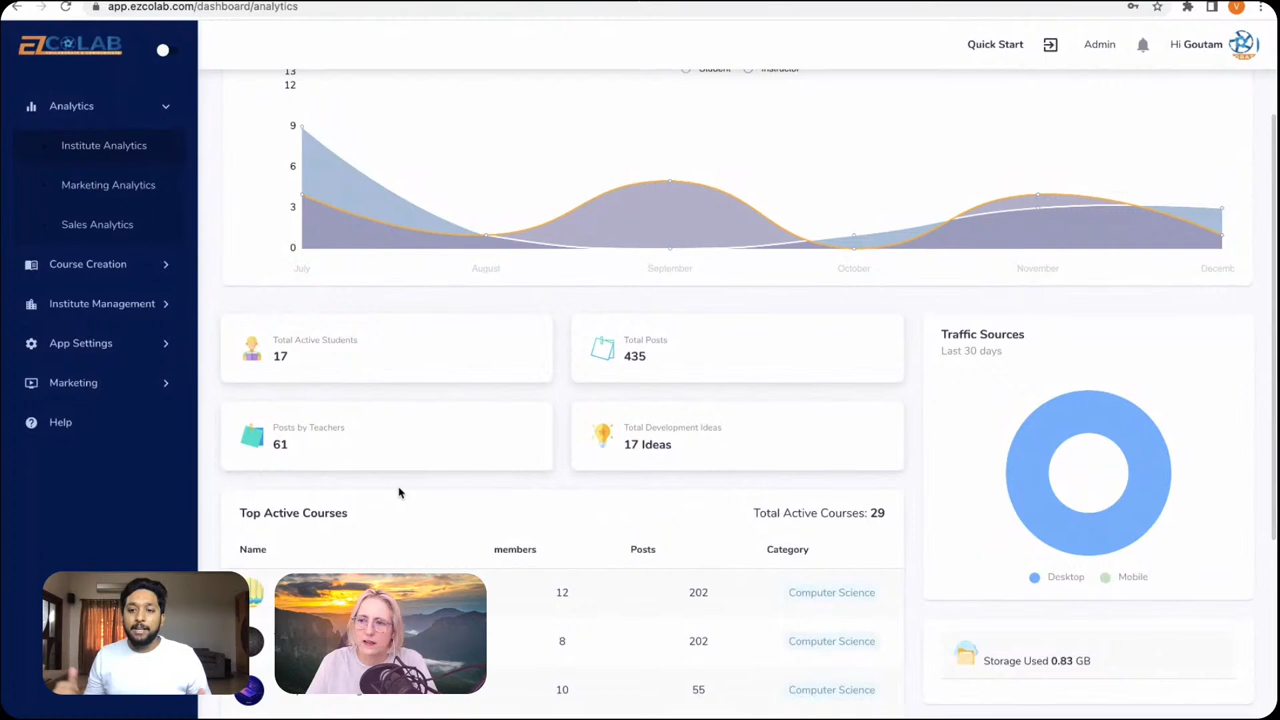 app.ezcolab.com/dashboard/analytics
V
EZCOLAB
Quick Start
Admin
Hi Goutam
Analytics
Institute Analytics
Marketing Analytics
Sales Analytics
Course Creation
Institute Management
App Settings
Marketing
Help
Student Instructor
13
12
9
6
3
0
July August September October November Decemb
Total Active Students
17
Total Posts
435
Posts by Teachers
61
Total Development Ideas
17 Ideas
Traffic Sources
Last 30 days
Desktop Mobile
Top Active Courses
Total Active Courses: 29
Name members Posts Category
12 202 Computer Science
8 202 Computer Science
10 55 Computer Science
Storage Used 0.83 GB